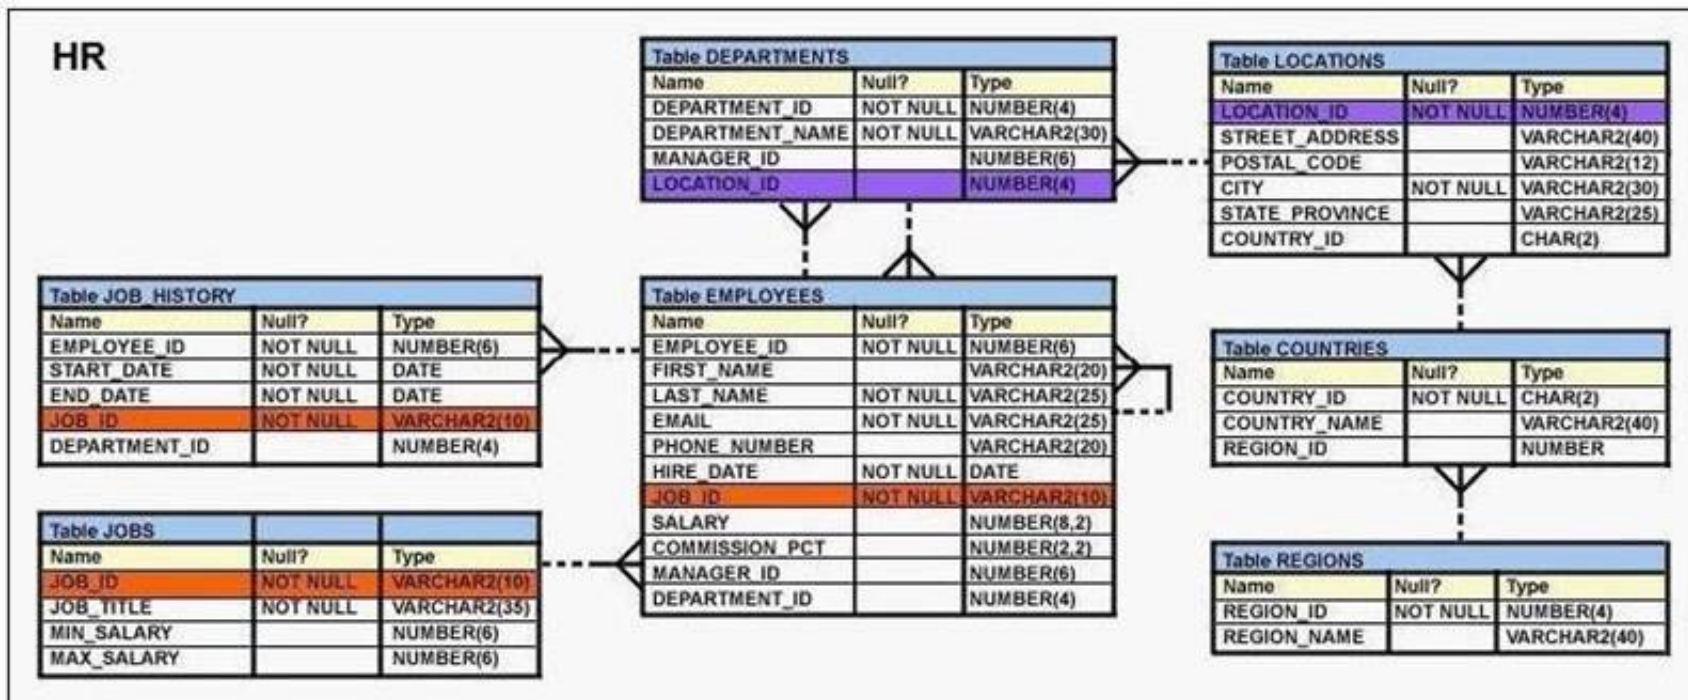 HR
Table DEPARTMENTS
Name Null? Type
DEPARTMENT_ID NOT NULL NUMBER(4)
DEPARTMENT_NAME NOT NULL VARCHAR2(30)
MANAGER_ID NUMBER(6)
LOCATION_ID NUMBER(4)
Table LOCATIONS
Name Null? Type
LOCATION_ID NOT NULL NUMBER(4)
STREET_ADDRESS VARCHAR2(40)
POSTAL_CODE VARCHAR2(12)
CITY NOT NULL VARCHAR2(30)
STATE_PROVINCE VARCHAR2(25)
COUNTRY_ID CHAR(2)
Table JOB_HISTORY
Name Null? Type
EMPLOYEE_ID NOT NULL NUMBER(6)
START_DATE NOT NULL DATE
END_DATE NOT NULL DATE
JOB_ID NOT NULL VARCHAR2(10)
DEPARTMENT_ID NUMBER(4)
Table EMPLOYEES
Name Null? Type
EMPLOYEE_ID NOT NULL NUMBER(6)
FIRST_NAME VARCHAR2(20)
LAST_NAME NOT NULL VARCHAR2(25)
EMAIL NOT NULL VARCHAR2(25)
PHONE_NUMBER VARCHAR2(20)
HIRE_DATE NOT NULL DATE
JOB_ID NOT NULL VARCHAR2(10)
SALARY NUMBER(8,2)
COMMISSION_PCT NUMBER(2,2)
MANAGER_ID NUMBER(6)
DEPARTMENT_ID NUMBER(4)
Table COUNTRIES
Name Null? Type
COUNTRY_ID NOT NULL CHAR(2)
COUNTRY_NAME VARCHAR2(40)
REGION_ID NUMBER
Table JOBS
Name Null? Type
JOB_ID NOT NULL VARCHAR2(10)
JOB_TITLE NOT NULL VARCHAR2(35)
MIN_SALARY NUMBER(6)
MAX_SALARY NUMBER(6)
Table REGIONS
Name Null? Type
REGION_ID NOT NULL NUMBER(4)
REGION_NAME VARCHAR2(40)